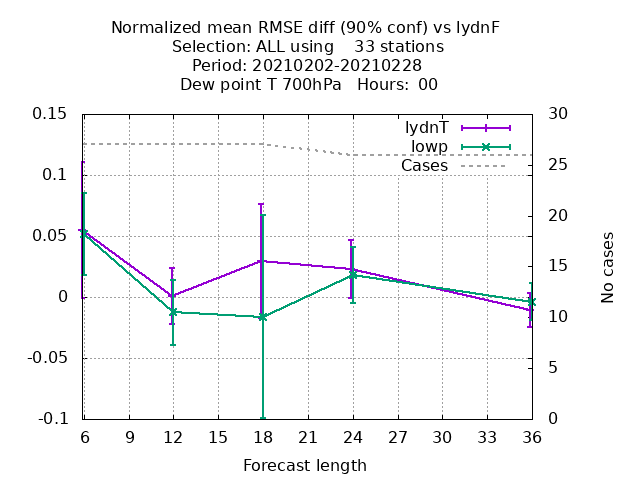 Normalized mean RMSE diff (90% conf) vs lydnF
Selection: ALL using    33 stations
Period: 20210202-20210228
Dew point T 700hPa   Hours:  00
0.15
0.1
0.05
0
-0.05
-0.1
30
25
20
15
10
5
0
lydnT
lowp
Cases
No cases
6 9 12 15 18 21 24 27 30 33 36
Forecast length